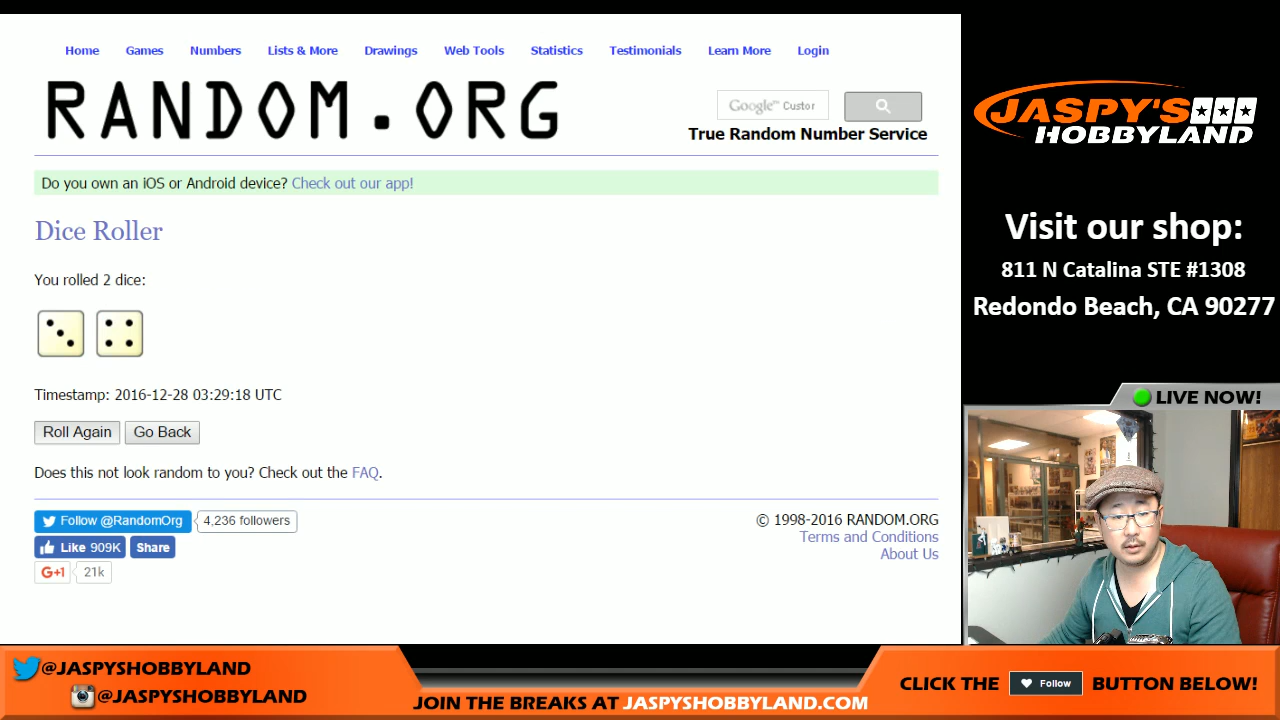 Home Games Numbers Lists & More Drawings Web Tools Statistics Testimonials Learn More Login
RANDOM.ORG
Google™ Custor
True Random Number Service
Do you own an iOS or Android device? Check out our app!
Dice Roller
You rolled 2 dice:
Timestamp: 2016-12-28 03:29:18 UTC
Roll Again Go Back
Does this not look random to you? Check out the FAQ.
Follow @RandomOrg 4,236 followers
Like 909K Share
G+1 21k
© 1998-2016 RANDOM.ORG
Terms and Conditions
About Us
JASPY'S
HOBBYLAND
Visit our shop:
811 N Catalina STE #1308
Redondo Beach, CA 90277
LIVE NOW!
@JASPYSHOBBYLAND
@JASPYSHOBBYLAND
JOIN THE BREAKS AT JASPYSHOBBYLAND.COM
CLICK THE Follow BUTTON BELOW!